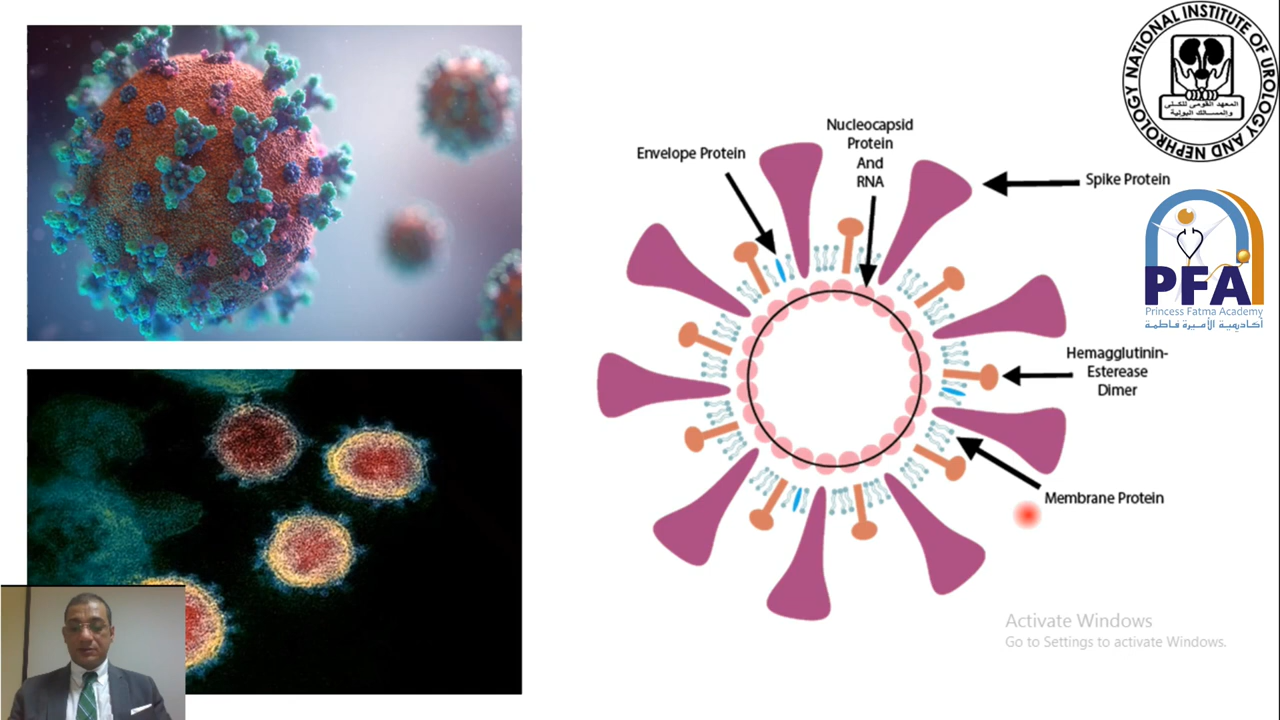 Envelope Protein
Nucleocapsid
Protein
And
RNA
Spike Protein
Hemagglutinin-
Esterease
Dimer
Membrane Protein
NATIONAL INSTITUTE OF UROLOGY AND NEPHROLOGY
المعهد القومى للكلى
والمسالك البولية
PFA
Princess Fatma Academy
أكاديمية الأميرة فاطمة
Activate Windows
Go to Settings to activate Windows.